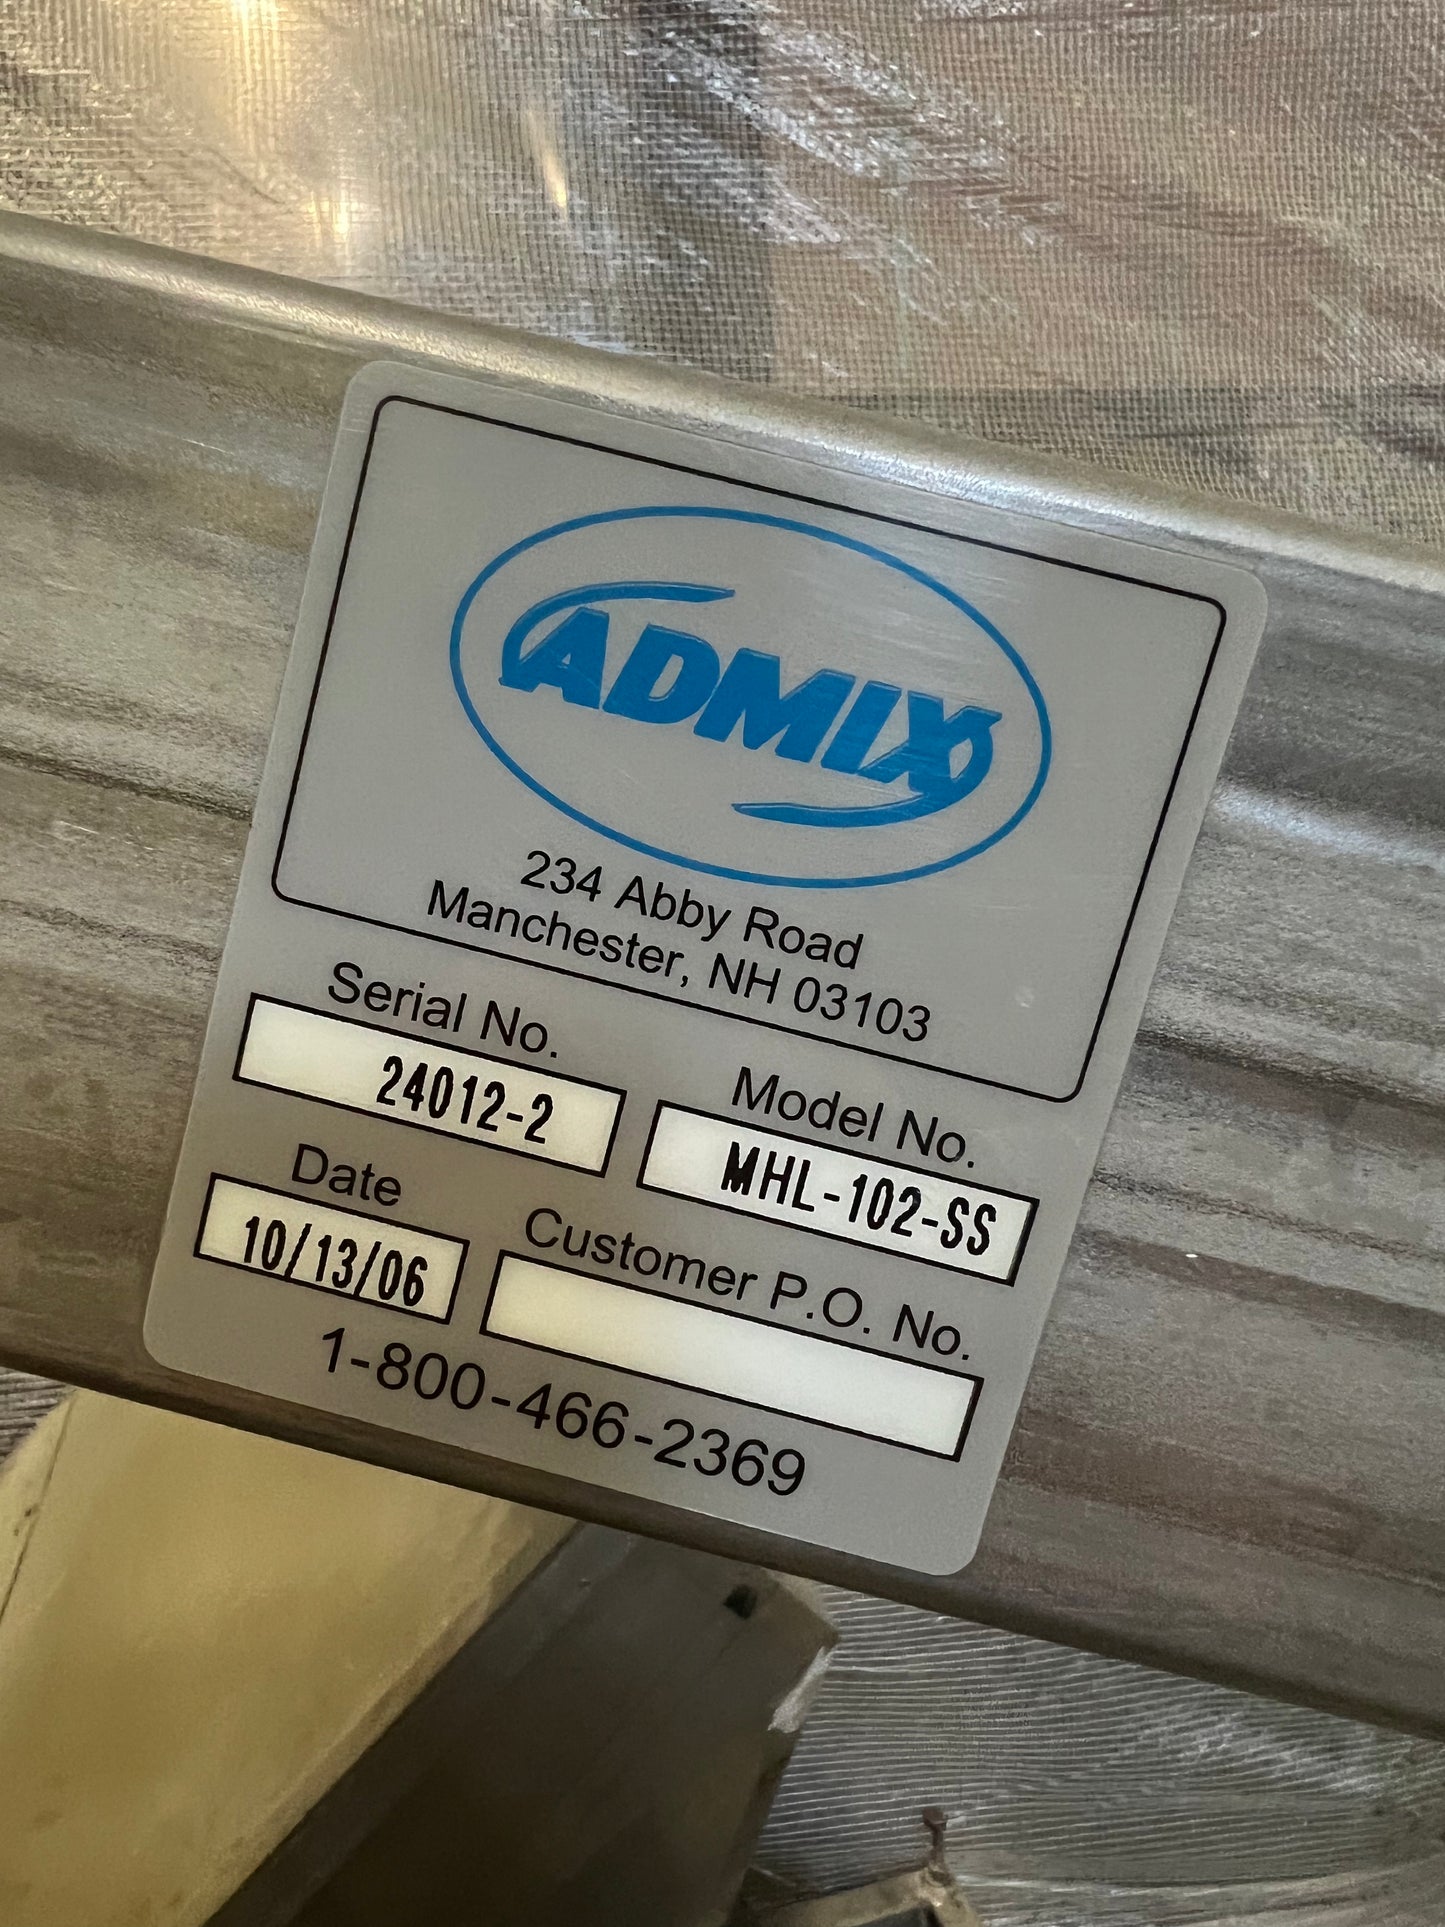 ADMIX
234 Abby Road
Manchester, NH 03103
Serial No.
24012-2
Model No.
MHL-102-SS
Date
10/13/06
Customer P.O. No.
1-800-466-2369